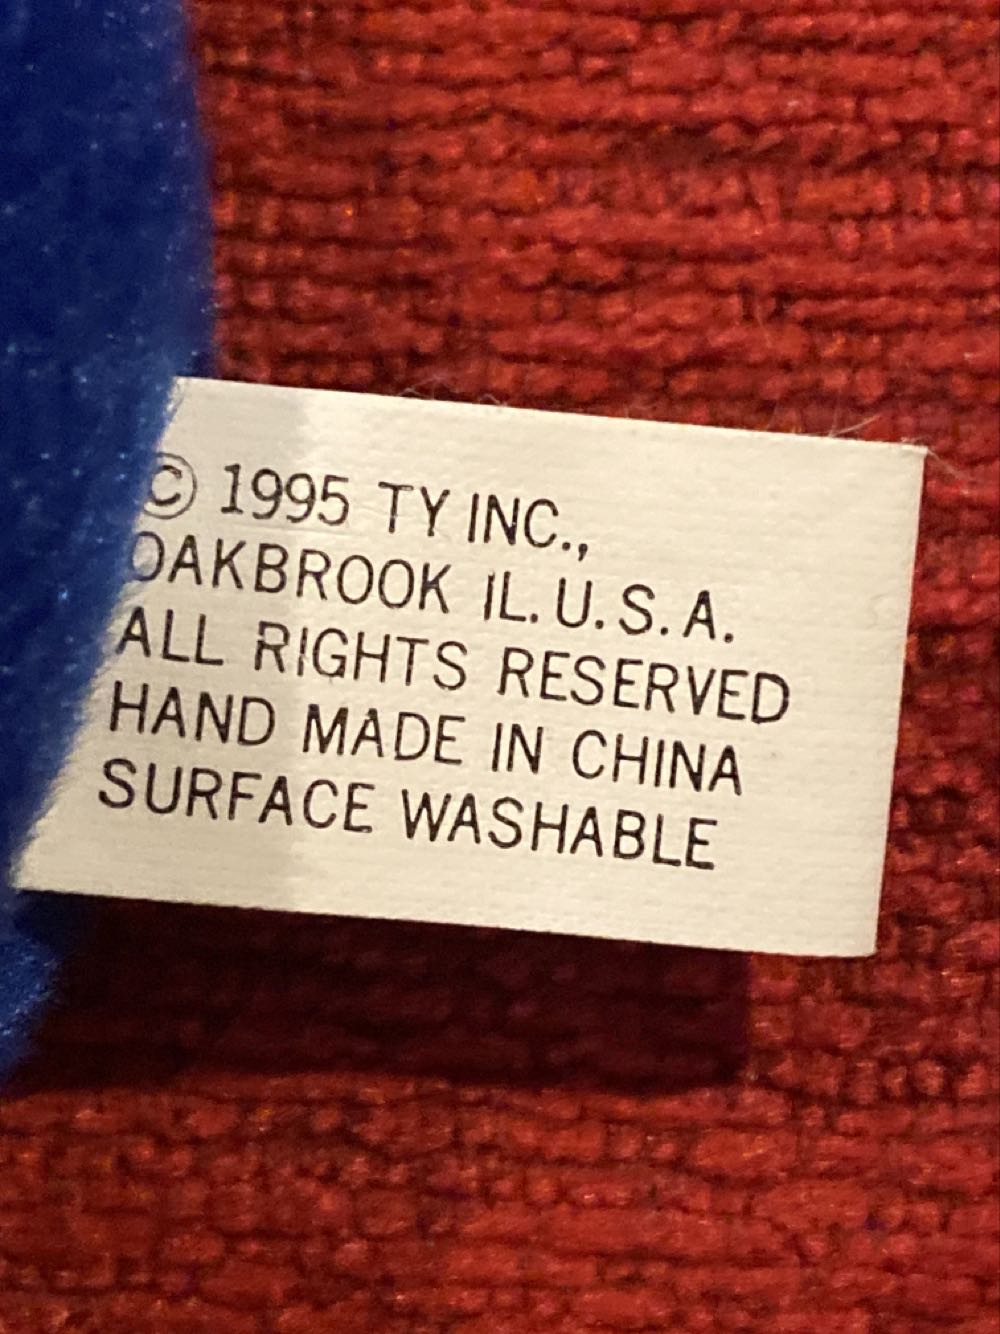 © 1995 TY INC.,
OAKBROOK IL. U.S.A.
ALL RIGHTS RESERVED
HAND MADE IN CHINA
SURFACE WASHABLE